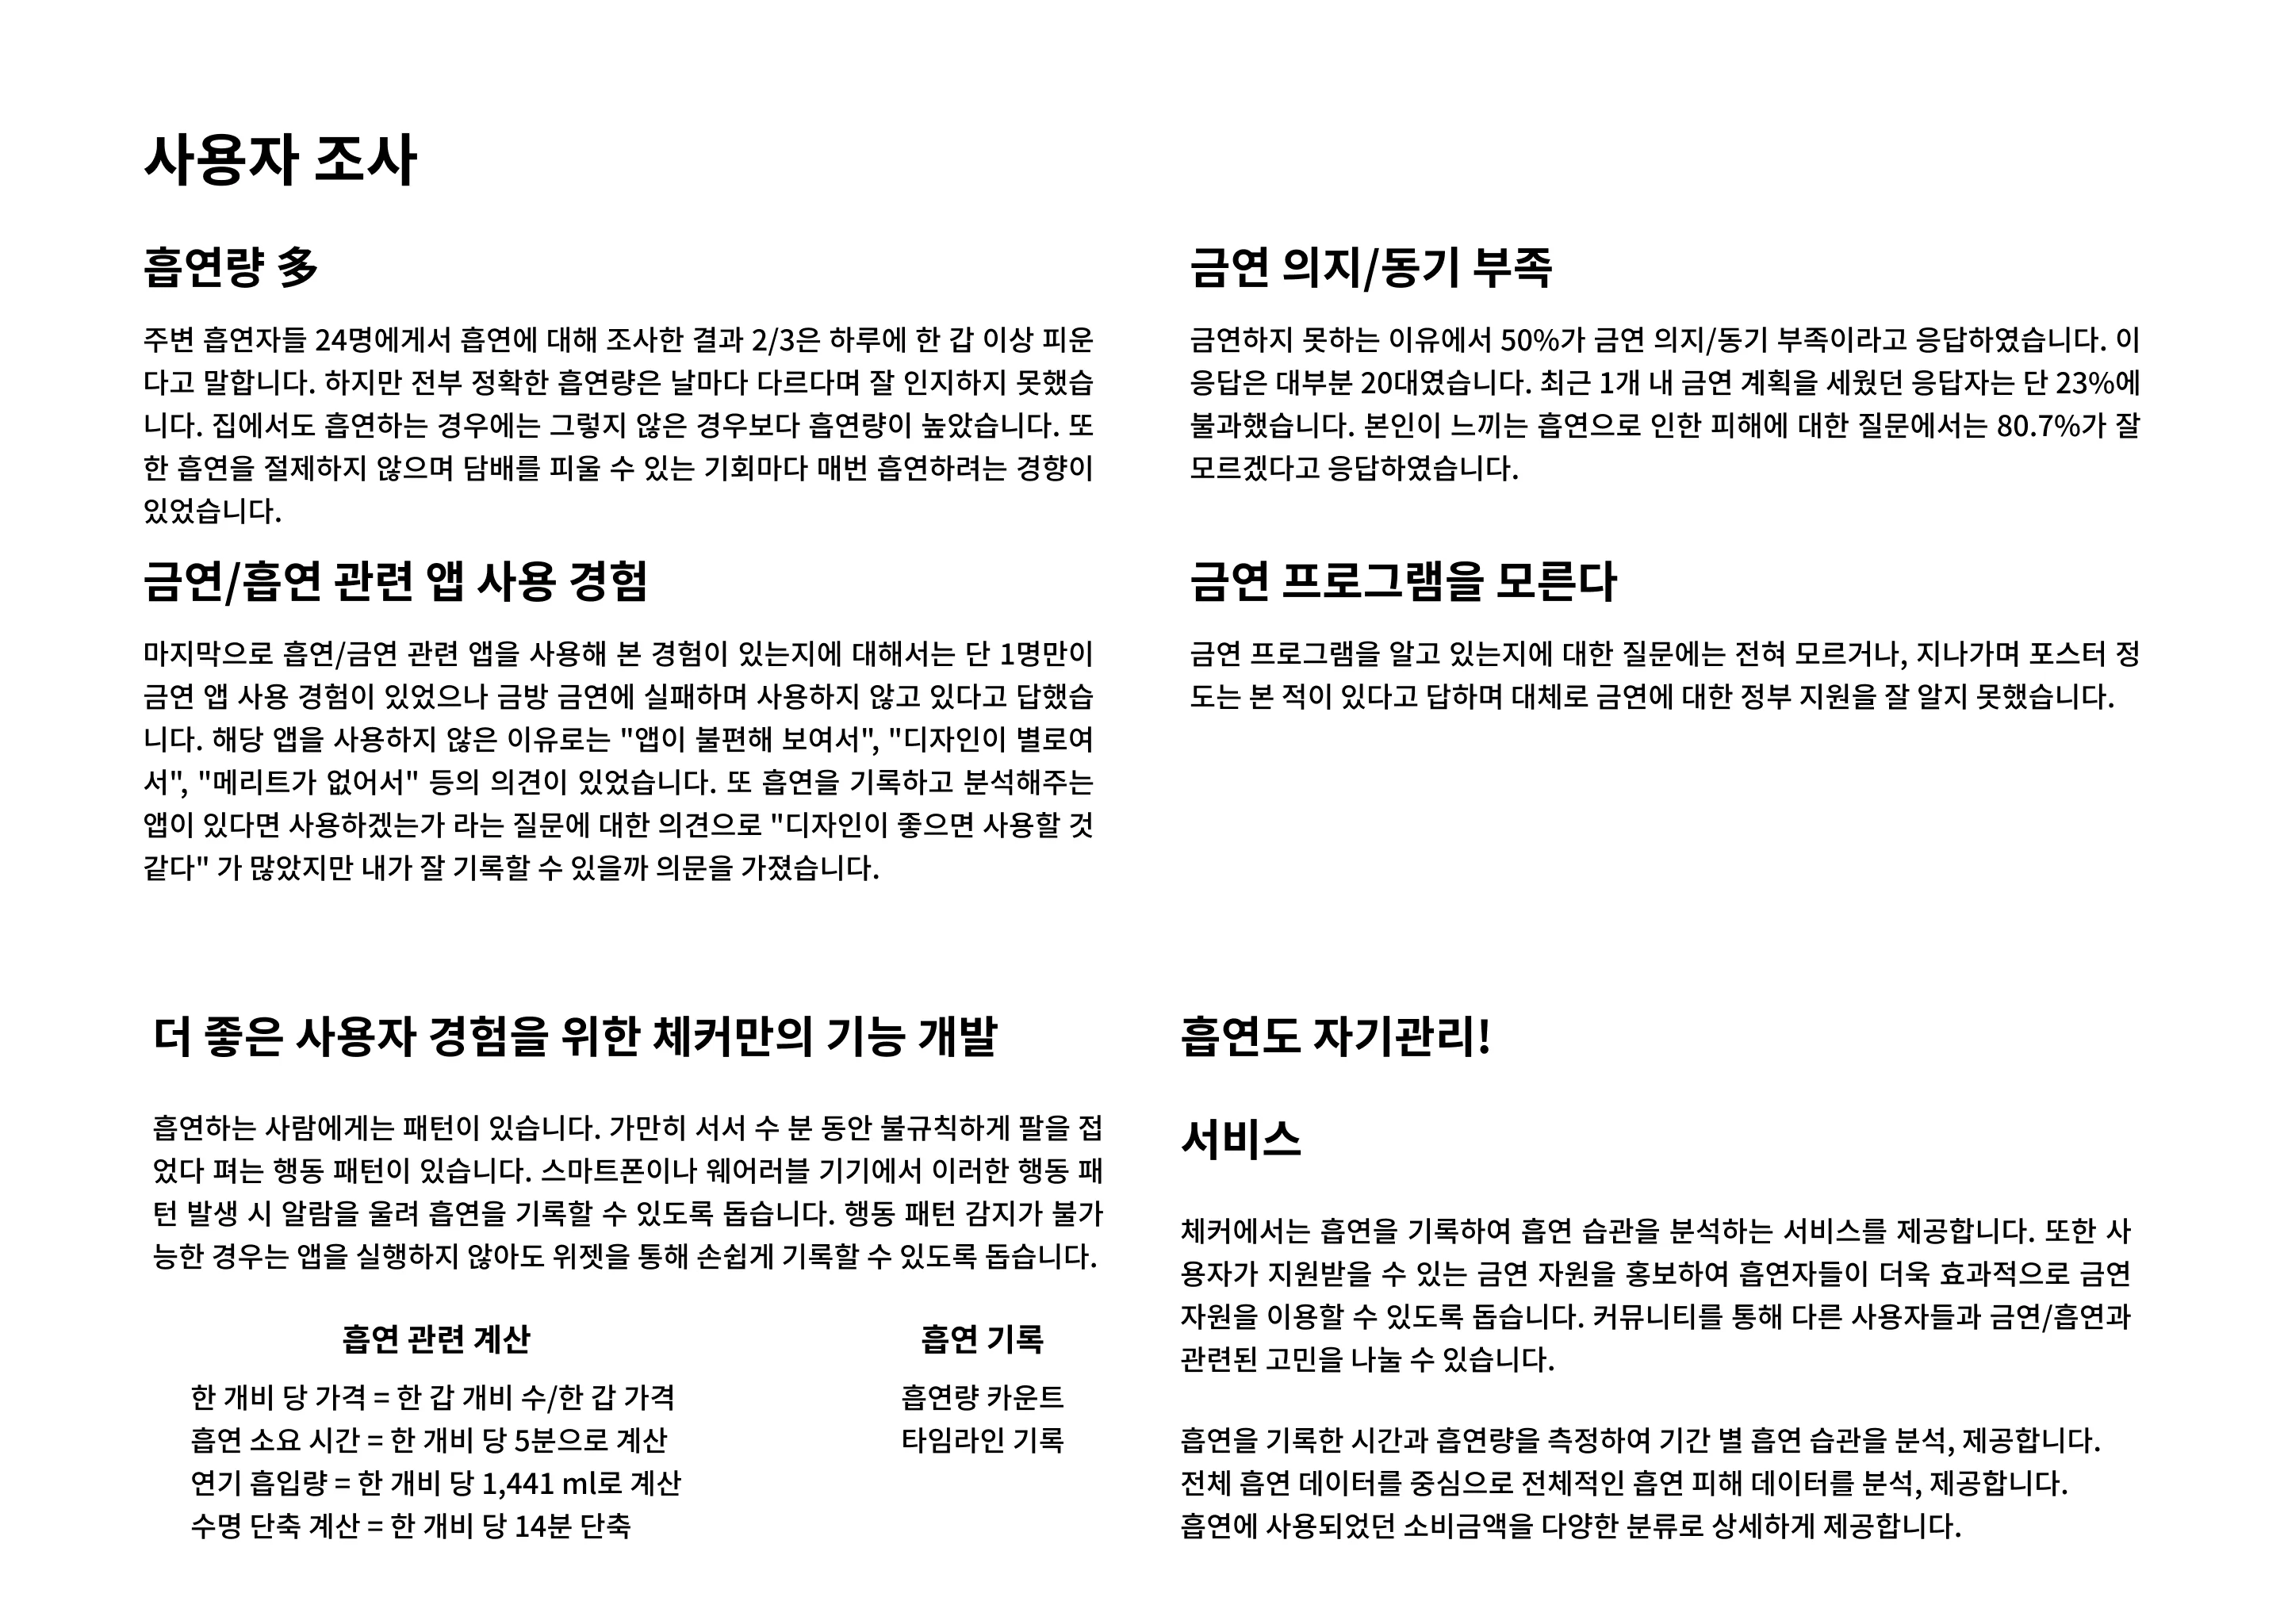 사용자 조사
흡연량 多
주변 흡연자들 24명에게서 흡연에 대해 조사한 결과 2/3은 하루에 한 갑 이상 피운
다고 말합니다. 하지만 전부 정확한 흡연량은 날마다 다르다며 잘 인지하지 못했습
니다. 집에서도 흡연하는 경우에는 그렇지 않은 경우보다 흡연량이 높았습니다. 또
한 흡연을 절제하지 않으며 담배를 피울 수 있는 기회마다 매번 흡연하려는 경향이
있었습니다.
금연 의지/동기 부족
금연하지 못하는 이유에서 50%가 금연 의지/동기 부족이라고 응답하였습니다. 이
응답은 대부분 20대였습니다. 최근 1개 내 금연 계획을 세웠던 응답자는 단 23%에
불과했습니다. 본인이 느끼는 흡연으로 인한 피해에 대한 질문에서는 80.7%가 잘
모르겠다고 응답하였습니다.
금연/흡연 관련 앱 사용 경험
마지막으로 흡연/금연 관련 앱을 사용해 본 경험이 있는지에 대해서는 단 1명만이
금연 앱 사용 경험이 있었으나 금방 금연에 실패하며 사용하지 않고 있다고 답했습
니다. 해당 앱을 사용하지 않은 이유로는 "앱이 불편해 보여서", "디자인이 별로여
서", "메리트가 없어서" 등의 의견이 있었습니다. 또 흡연을 기록하고 분석해주는
앱이 있다면 사용하겠는가 라는 질문에 대한 의견으로 "디자인이 좋으면 사용할 것
같다" 가 많았지만 내가 잘 기록할 수 있을까 의문을 가졌습니다.
금연 프로그램을 모른다
금연 프로그램을 알고 있는지에 대한 질문에는 전혀 모르거나, 지나가며 포스터 정
도는 본 적이 있다고 답하며 대체로 금연에 대한 정부 지원을 잘 알지 못했습니다.
더 좋은 사용자 경험을 위한 체커만의 기능 개발
흡연하는 사람에게는 패턴이 있습니다. 가만히 서서 수 분 동안 불규칙하게 팔을 접
었다 펴는 행동 패턴이 있습니다. 스마트폰이나 웨어러블 기기에서 이러한 행동 패
턴 발생 시 알람을 울려 흡연을 기록할 수 있도록 돕습니다. 행동 패턴 감지가 불가
능한 경우는 앱을 실행하지 않아도 위젯을 통해 손쉽게 기록할 수 있도록 돕습니다.
흡연 관련 계산
한 개비 당 가격 = 한 갑 개비 수/한 갑 가격
흡연 소요 시간 = 한 개비 당 5분으로 계산
연기 흡입량 = 한 개비 당 1,441 ml로 계산
수명 단축 계산 = 한 개비 당 14분 단축
흡연 기록
흡연량 카운트
타임라인 기록
흡연도 자기관리!
서비스
체커에서는 흡연을 기록하여 흡연 습관을 분석하는 서비스를 제공합니다. 또한 사
용자가 지원받을 수 있는 금연 자원을 홍보하여 흡연자들이 더욱 효과적으로 금연
자원을 이용할 수 있도록 돕습니다. 커뮤니티를 통해 다른 사용자들과 금연/흡연과
관련된 고민을 나눌 수 있습니다.
흡연을 기록한 시간과 흡연량을 측정하여 기간 별 흡연 습관을 분석, 제공합니다.
전체 흡연 데이터를 중심으로 전체적인 흡연 피해 데이터를 분석, 제공합니다.
흡연에 사용되었던 소비금액을 다양한 분류로 상세하게 제공합니다.